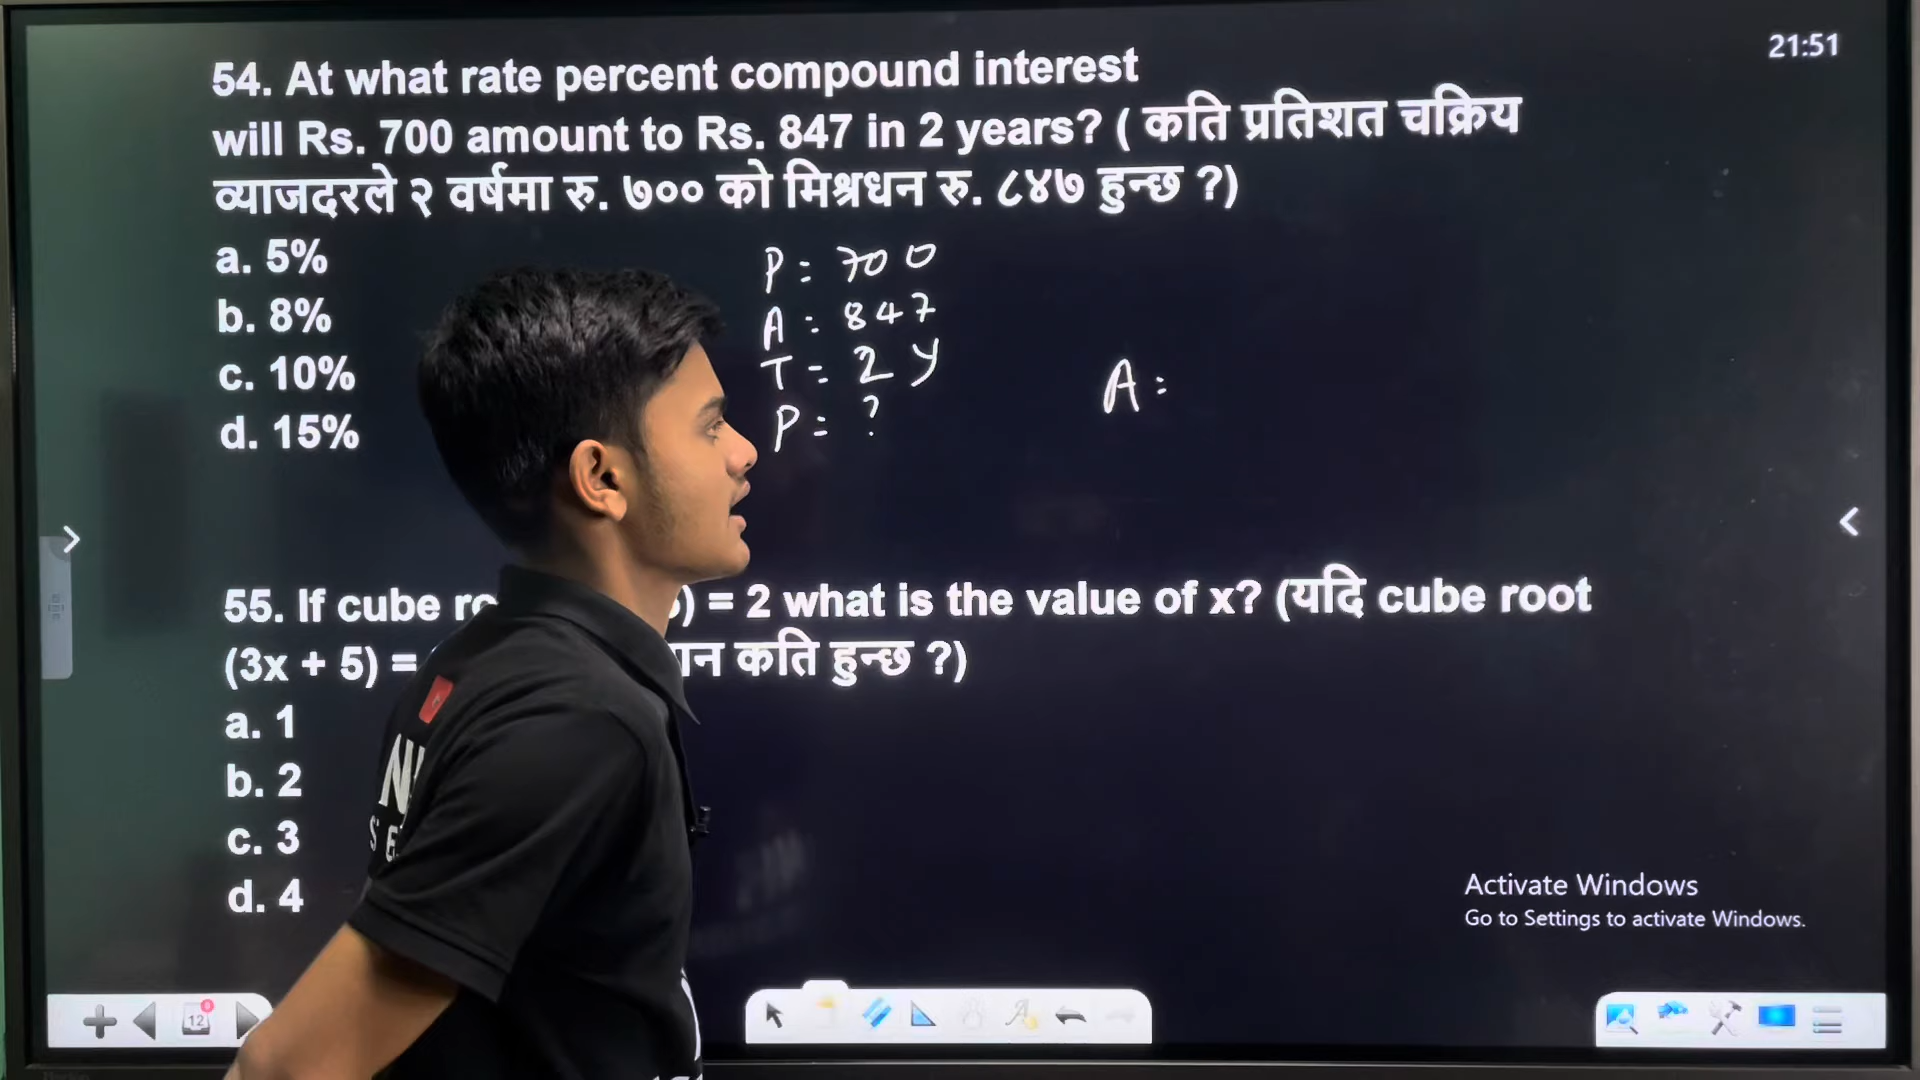 21:51
54. At what rate percent compound interest
will Rs. 700 amount to Rs. 847 in 2 years? ( कति प्रतिशत चक्रिय
व्याजदरले २ वर्षमा रु. ७०० को मिश्रधन रु. ८४७ हुन्छ ?)
a. 5%
b. 8%
c. 10%
d. 15%
P = 700
A = 847
T = 2 y
P = ?
A =
55. If cube ) = 2 what is the value of x? (यदि cube root
(3x + 5) = कति हुन्छ ?)
a. 1
b. 2
c. 3
d. 4
Activate Windows
Go to Settings to activate Windows.
12